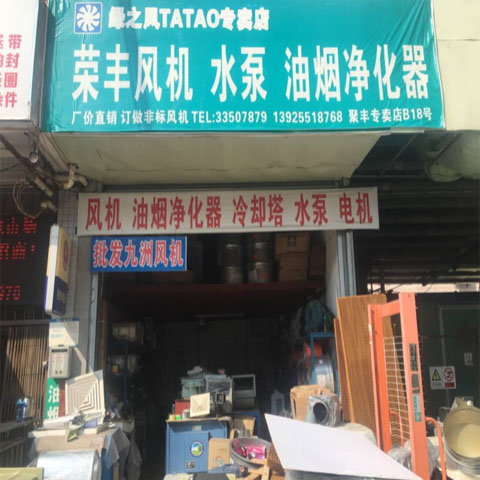 绿之风TATAO专卖店
荣丰风机 水泵 油烟净化器
厂价直销 订做非标风机 TEL:33507879 13925518768 聚丰专卖店B18号
风机 油烟净化器 冷却塔 水泵 电机
批发九洲风机